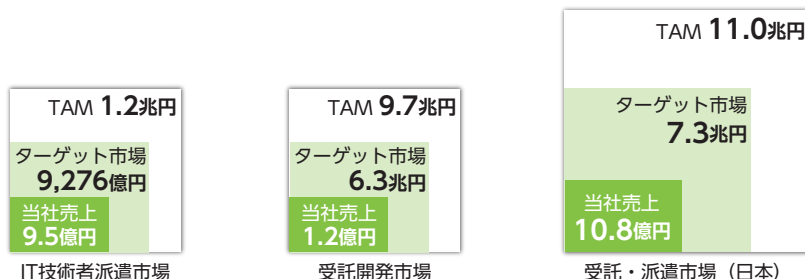 TAM 1.2兆円
ターゲット市場
9,276億円
当社売上
9.5億円
IT技術者派遣市場
TAM 9.7兆円
ターゲット市場
6.3兆円
当社売上
1.2億円
受託開発市場
TAM 11.0兆円
ターゲット市場
7.3兆円
当社売上
10.8億円
受託・派遣市場（日本）